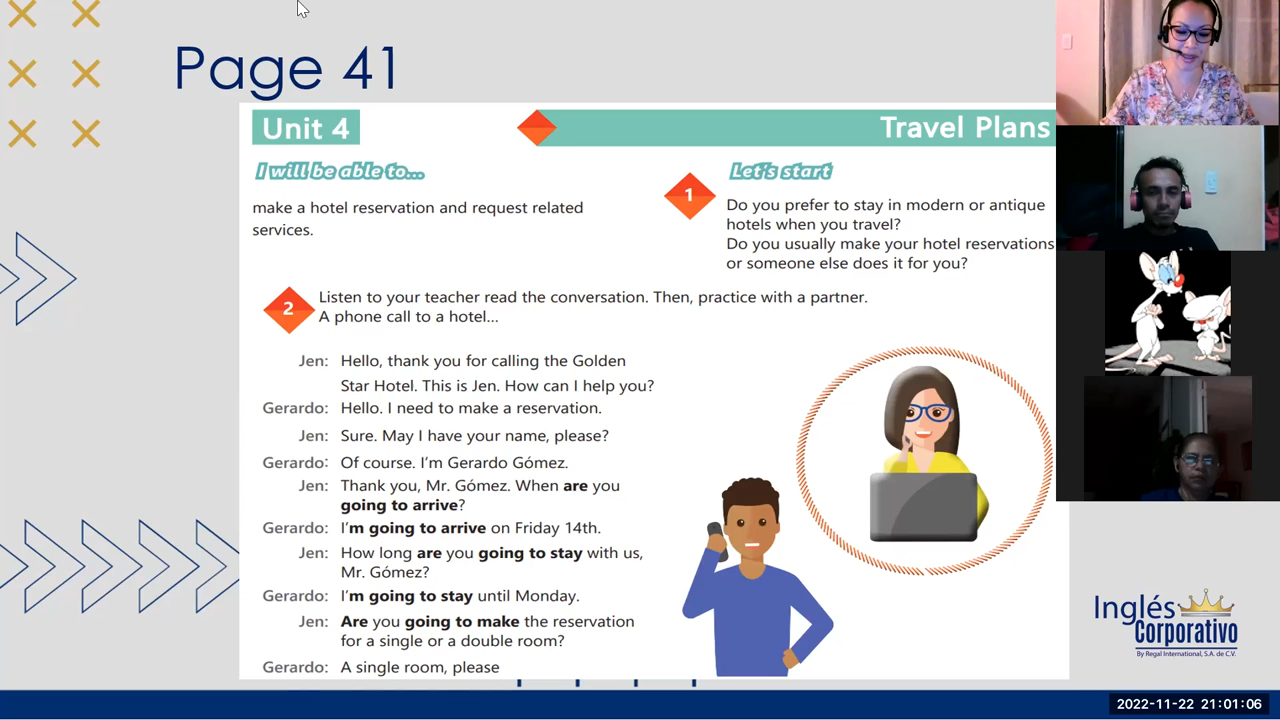 Page 41
Unit 4
Travel Plans
I will be able to...
make a hotel reservation and request related
services.
Let's start
1
Do you prefer to stay in modern or antique
hotels when you travel?
Do you usually make your hotel reservations
or someone else does it for you?
2
Listen to your teacher read the conversation. Then, practice with a partner.
A phone call to a hotel...
Jen: Hello, thank you for calling the Golden
Star Hotel. This is Jen. How can I help you?
Gerardo: Hello. I need to make a reservation.
Jen: Sure. May I have your name, please?
Gerardo: Of course. I'm Gerardo Gómez.
Jen: Thank you, Mr. Gómez. When are you
going to arrive?
Gerardo: I'm going to arrive on Friday 14th.
Jen: How long are you going to stay with us,
Mr. Gómez?
Gerardo: I'm going to stay until Monday.
Jen: Are you going to make the reservation
for a single or a double room?
Gerardo: A single room, please
Inglés
Corporativo
By Regal International, S.A. de C.V.
2022-11-22 21:01:06